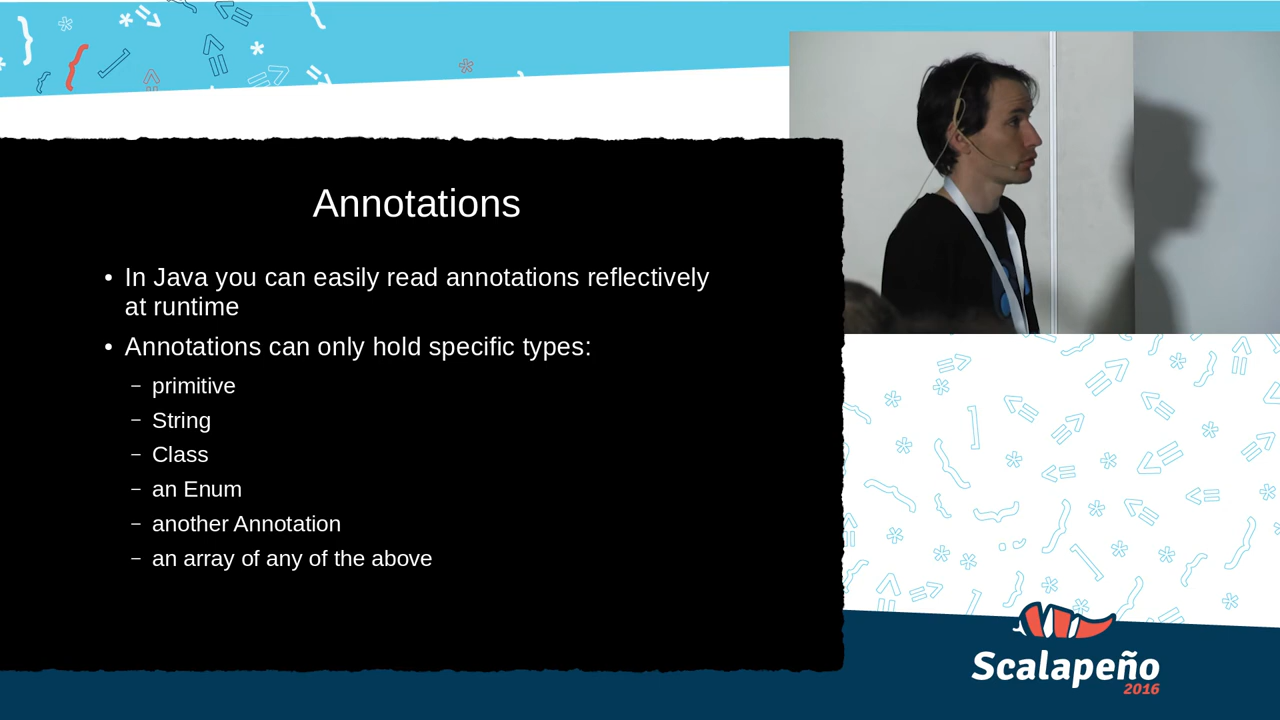 Annotations
• In Java you can easily read annotations reflectively
at runtime
• Annotations can only hold specific types:
– primitive
– String
– Class
– an Enum
– another Annotation
– an array of any of the above
Scalapeño
2016